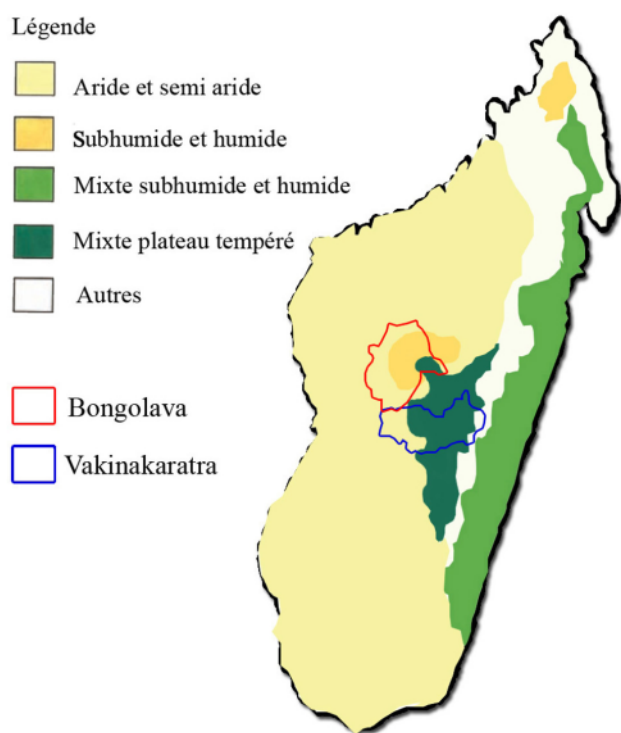 Légende
Aride et semi aride
Subhumide et humide
Mixte subhumide et humide
Mixte plateau tempéré
Autres
Bongolava
Vakinakaratra